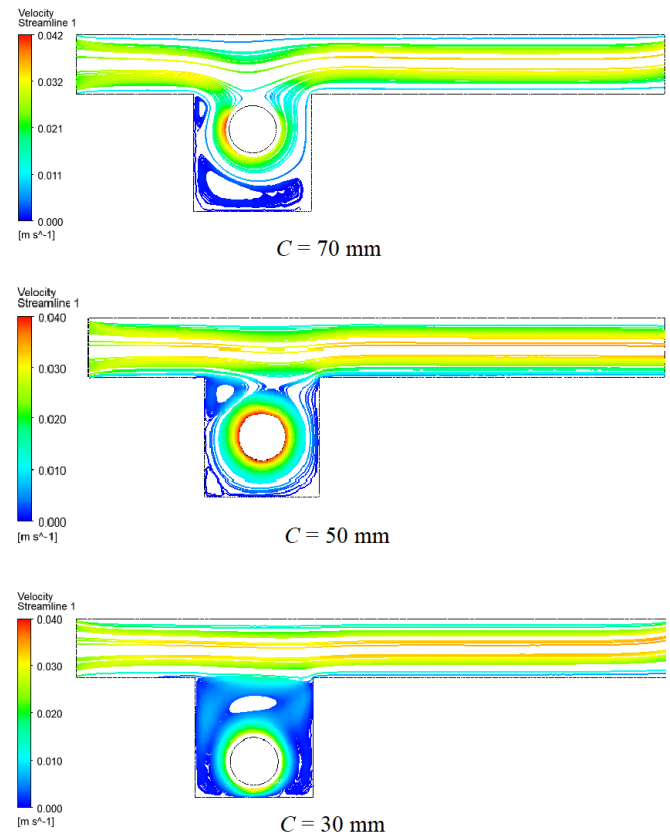 Velocity
Streamline 1
0.042
0.032
0.021
0.011
0.000
[m s^-1]
C = 70 mm
Velocity
Streamline 1
0.040
0.030
0.020
0.010
0.000
[m s^-1]
C = 50 mm
Velocity
Streamline 1
0.040
0.030
0.020
0.010
0.000
[m s^-1]
C = 30 mm